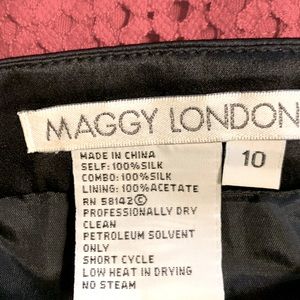 MAGGY LONDON
10
MADE IN CHINA
SELF: 100% SILK
COMBO: 100% SILK
LINING: 100% ACETATE
RN 58142 ©
PROFESSIONALLY DRY
CLEAN
PETROLEUM SOLVENT
ONLY
SHORT CYCLE
LOW HEAT IN DRYING
NO STEAM